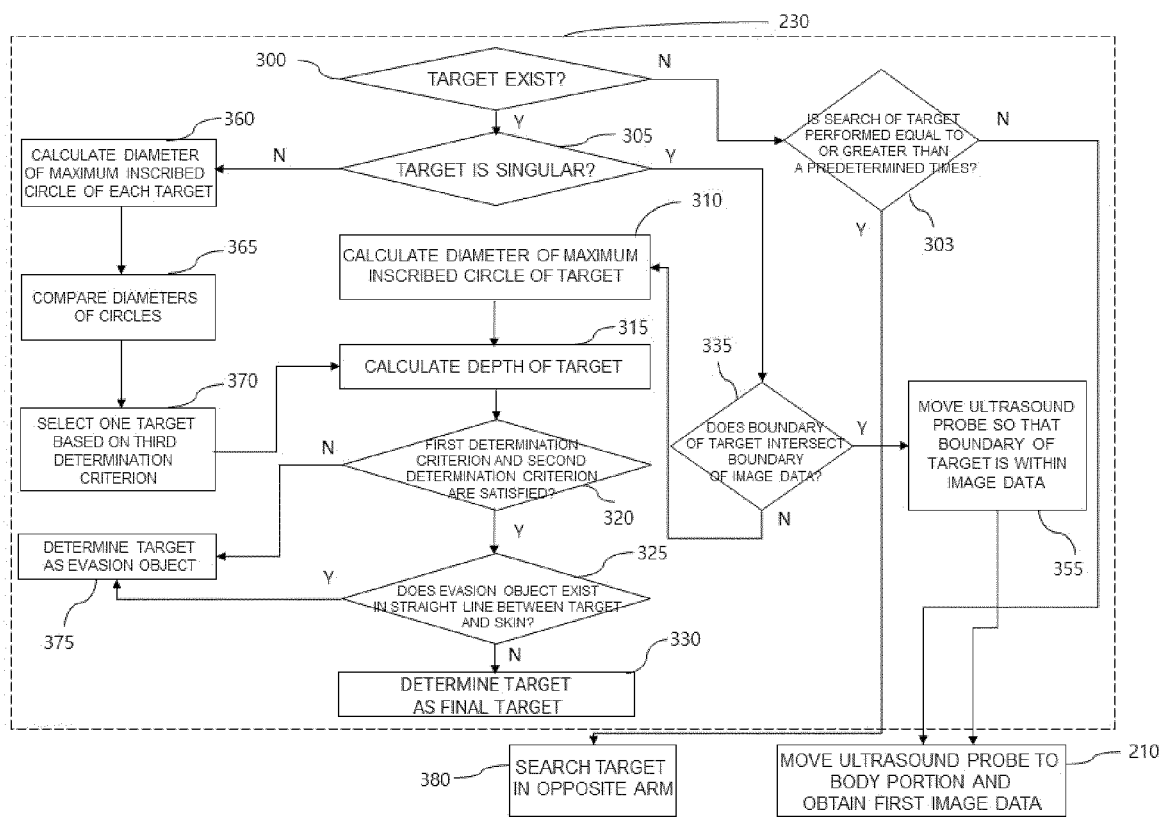 230
300
TARGET EXIST?
N
Y
360
CALCULATE DIAMETER
OF MAXIMUM INSCRIBED
CIRCLE OF EACH TARGET
N
305
TARGET IS SINGULAR?
Y
IS SEARCH OF TARGET
PERFORMED EQUAL TO
OR GREATER THAN
A PREDETERMINED TIMES?
N
Y
303
310
CALCULATE DIAMETER OF MAXIMUM
INSCRIBED CIRCLE OF TARGET
365
COMPARE DIAMETERS
OF CIRCLES
315
CALCULATE DEPTH OF TARGET
335
DOES BOUNDARY
OF TARGET INTERSECT
BOUNDARY
OF IMAGE DATA?
Y
N
MOVE ULTRASOUND
PROBE SO THAT
BOUNDARY OF
TARGET IS WITHIN
IMAGE DATA
355
370
SELECT ONE TARGET
BASED ON THIRD
DETERMINATION
CRITERION
N
FIRST DETERMINATION
CRITERION AND SECOND
DETERMINATION CRITERION
ARE SATISFIED?
320
Y
DETERMINE TARGET
AS EVASION OBJECT
375
Y
325
DOES EVASION OBJECT EXIST
IN STRAIGHT LINE BETWEEN TARGET
AND SKIN?
N
330
DETERMINE TARGET
AS FINAL TARGET
380
SEARCH TARGET
IN OPPOSITE ARM
210
MOVE ULTRASOUND PROBE TO
BODY PORTION AND
OBTAIN FIRST IMAGE DATA